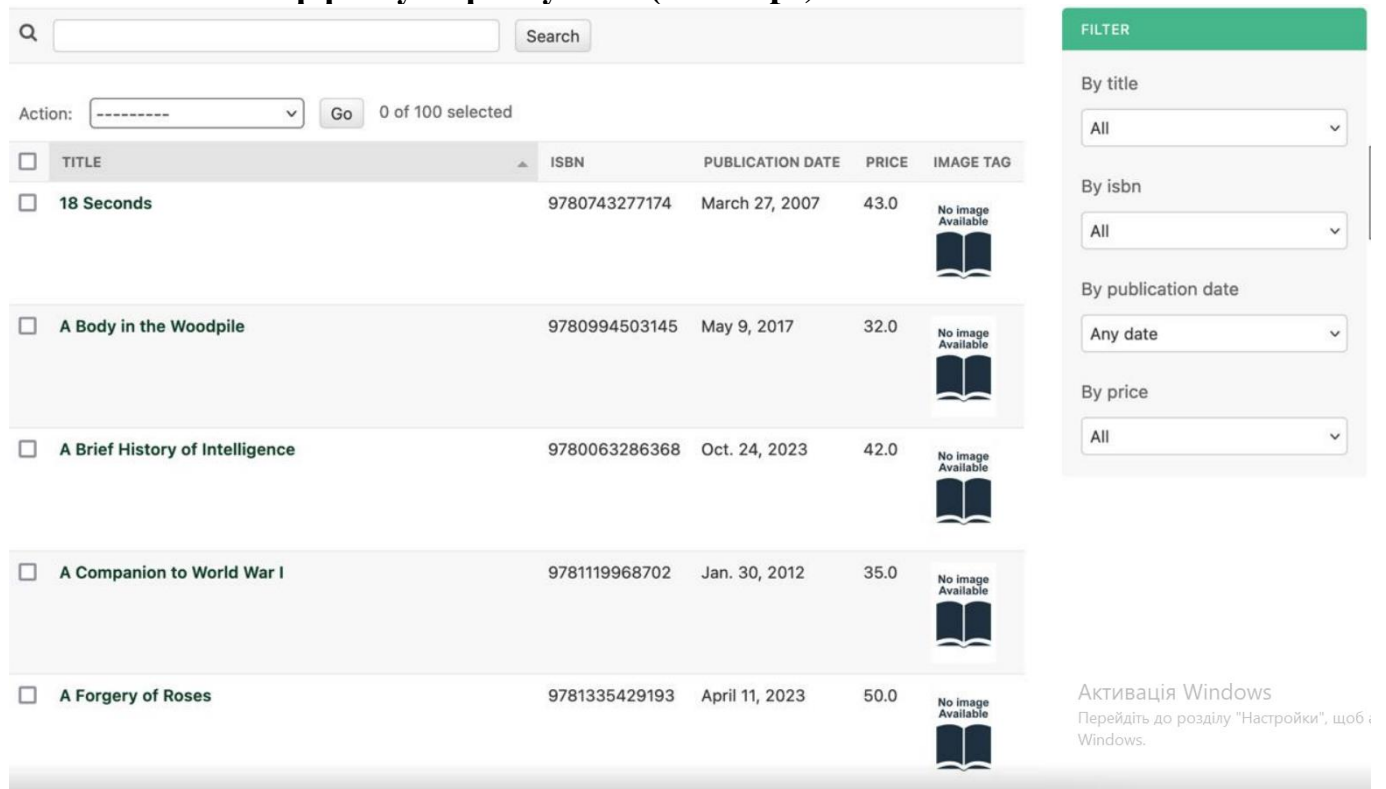 Search
FILTER
By title
All
Action: --------- Go 0 of 100 selected
TITLE ISBN PUBLICATION DATE PRICE IMAGE TAG
By isbn
All
18 Seconds 9780743277174 March 27, 2007 43.0 No image
Available
By publication date
Any date
A Body in the Woodpile 9780994503145 May 9, 2017 32.0 No image
Available
By price
All
A Brief History of Intelligence 9780063286368 Oct. 24, 2023 42.0 No image
Available
A Companion to World War I 9781119968702 Jan. 30, 2012 35.0 No image
Available
A Forgery of Roses 9781335429193 April 11, 2023 50.0 No image
Available
Активація Windows
Перейдіть до розділу "Настройки", щоб
Windows.